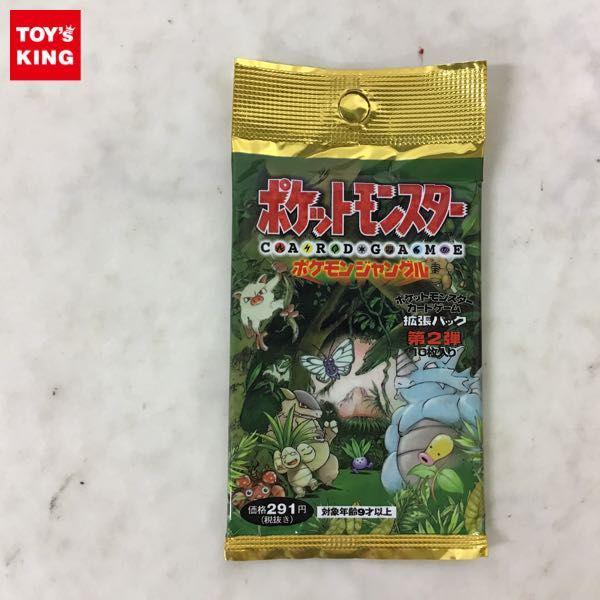 TOY's
KING
ポケットモンスター
CARD GAME
ポケモンジャングル
ポケットモンスター
カードゲーム
拡張パック
第2弾
10枚入り
価格291円
(税抜き)
対象年齢9才以上